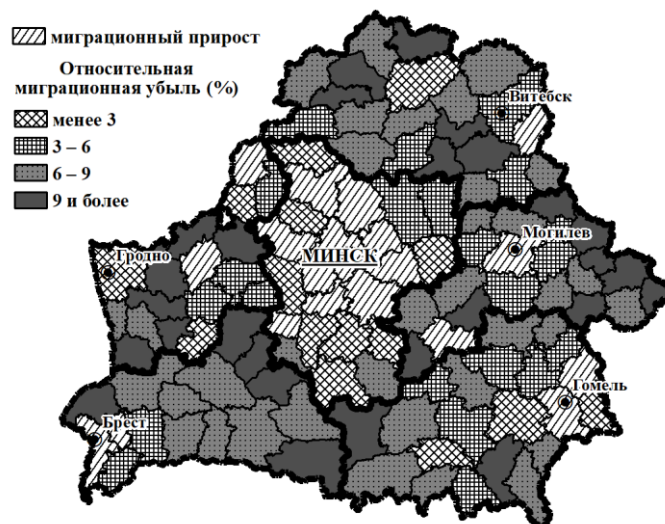 миграционный прирост
Относительная
миграционная убыль (%)
менее 3
3 – 6
6 – 9
9 и более
Витебск
Могилев
МИНСК
Гродно
Гомель
Брест